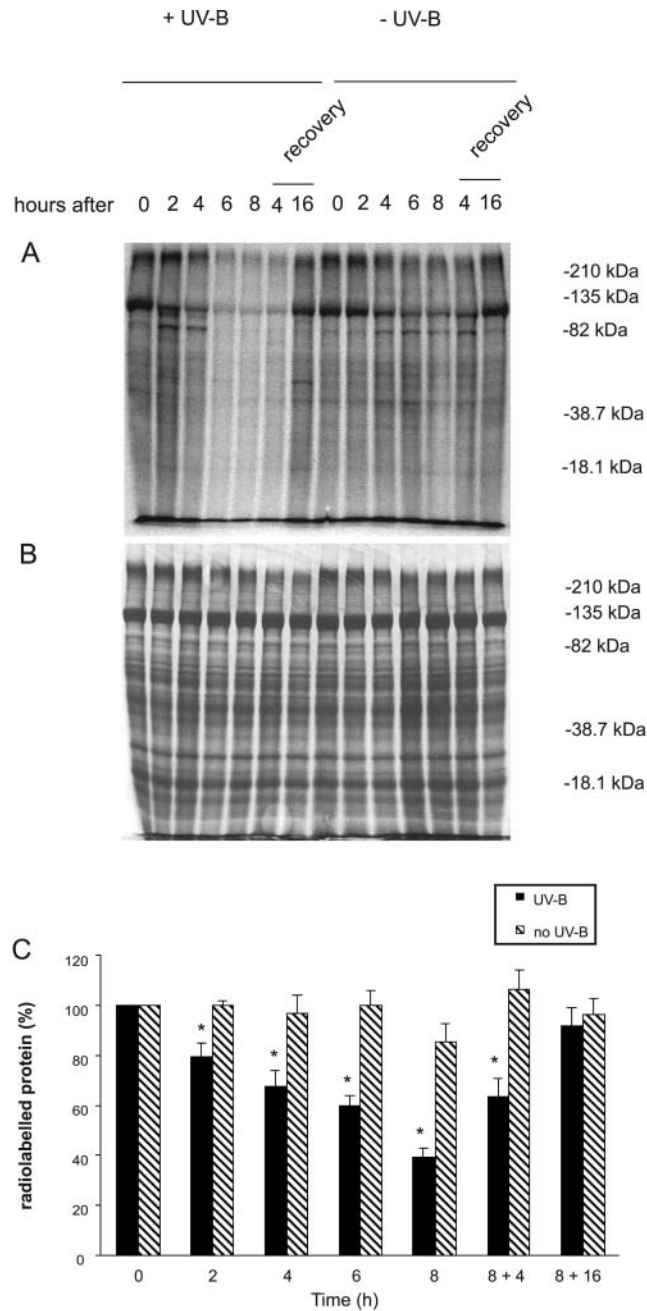 + UV-B - UV-B
recovery recovery
hours after 0 2 4 6 8 4 16 0 2 4 6 8 4 16
A
-210 kDa
-135 kDa
-82 kDa
-38.7 kDa
-18.1 kDa
B
-210 kDa
-135 kDa
-82 kDa
-38.7 kDa
-18.1 kDa
UV-B
no UV-B
C
radiolabelled protein (%)
120
100
80
60
40
20
0
* * * * *
0 2 4 6 8 8 + 4 8 + 16
Time (h)